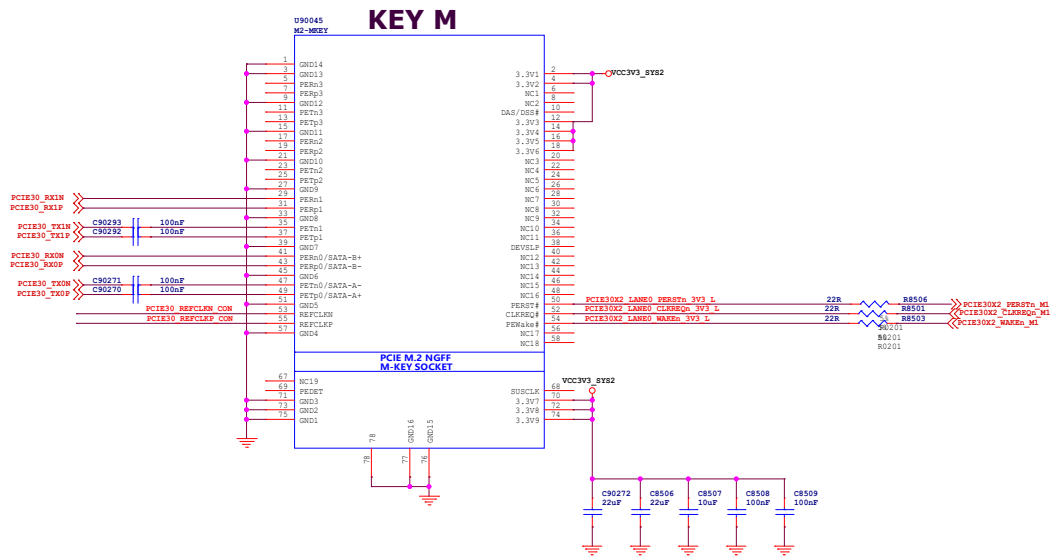 KEY M
U90045
M2-MKEY
1 GND14
3 GND13
5 PERn3
7 PERp3
9 GND12
11 PETn3
13 PETp3
15 GND11
17 PERn2
19 PERp2
21 GND10
23 PETn2
25 PETp2
27 GND9
PCIE30_RX1N 29 PERn1
PCIE30_RX1P 31 PERp1
33 GND8
PCIE30_TX1N C90293 100nF 35 PETn1
PCIE30_TX1P C90292 100nF 37 PETp1
39 GND7
PCIE30_RX0N 41 PERn0/SATA-B+
PCIE30_RX0P 43 PERp0/SATA-B-
45 GND6
PCIE30_TX0N C90271 100nF 47 PETn0/SATA-A-
PCIE30_TX0P C90270 100nF 49 PETp0/SATA-A+
51 GND5
PCIE30_REFCLKN_CON 53 REFCLKN
PCIE30_REFCLKP_CON 55 REFCLKP
57 GND4
3.3V1 2 VCC3V3_SYS2
3.3V2 4
NC1 6
NC2 8
DAS/DSS# 10
3.3V3 12
3.3V4 14
3.3V5 16
3.3V6 18
NC3 20
NC4 22
NC5 24
NC6 26
NC7 28
NC8 30
NC9 32
NC10 34
NC11 36
DEVSLP 38
NC12 40
NC13 42
NC14 44
NC15 46
NC16 48
PERST# 50 PCIE30X2_LANE0_PERSTn_3V3_L 22R R8506 PCIE30X2_PERSTn_M1
CLKREQ# 52 PCIE30X2_LANE0_CLKREQn_3V3_L 22R R8501 PCIE30X2_CLKREQn_M1
PEWake# 54 PCIE30X2_LANE0_WAKEn_3V3_L 22R R8503 PCIE30X2_WAKEn_M1
NC17 56
NC18 58
R0201
PCIE M.2 NGFF
M-KEY SOCKET
67 NC19
69 PEDET
71 GND3
73 GND2
75 GND1
SUSCLK 68
3.3V7 70
3.3V8 72
3.3V9 74
VCC3V3_SYS2
78 GND16 GND15
78 77 76
C90272 C8506 C8507 C8508 C8509
22uF 22uF 10uF 100nF 100nF